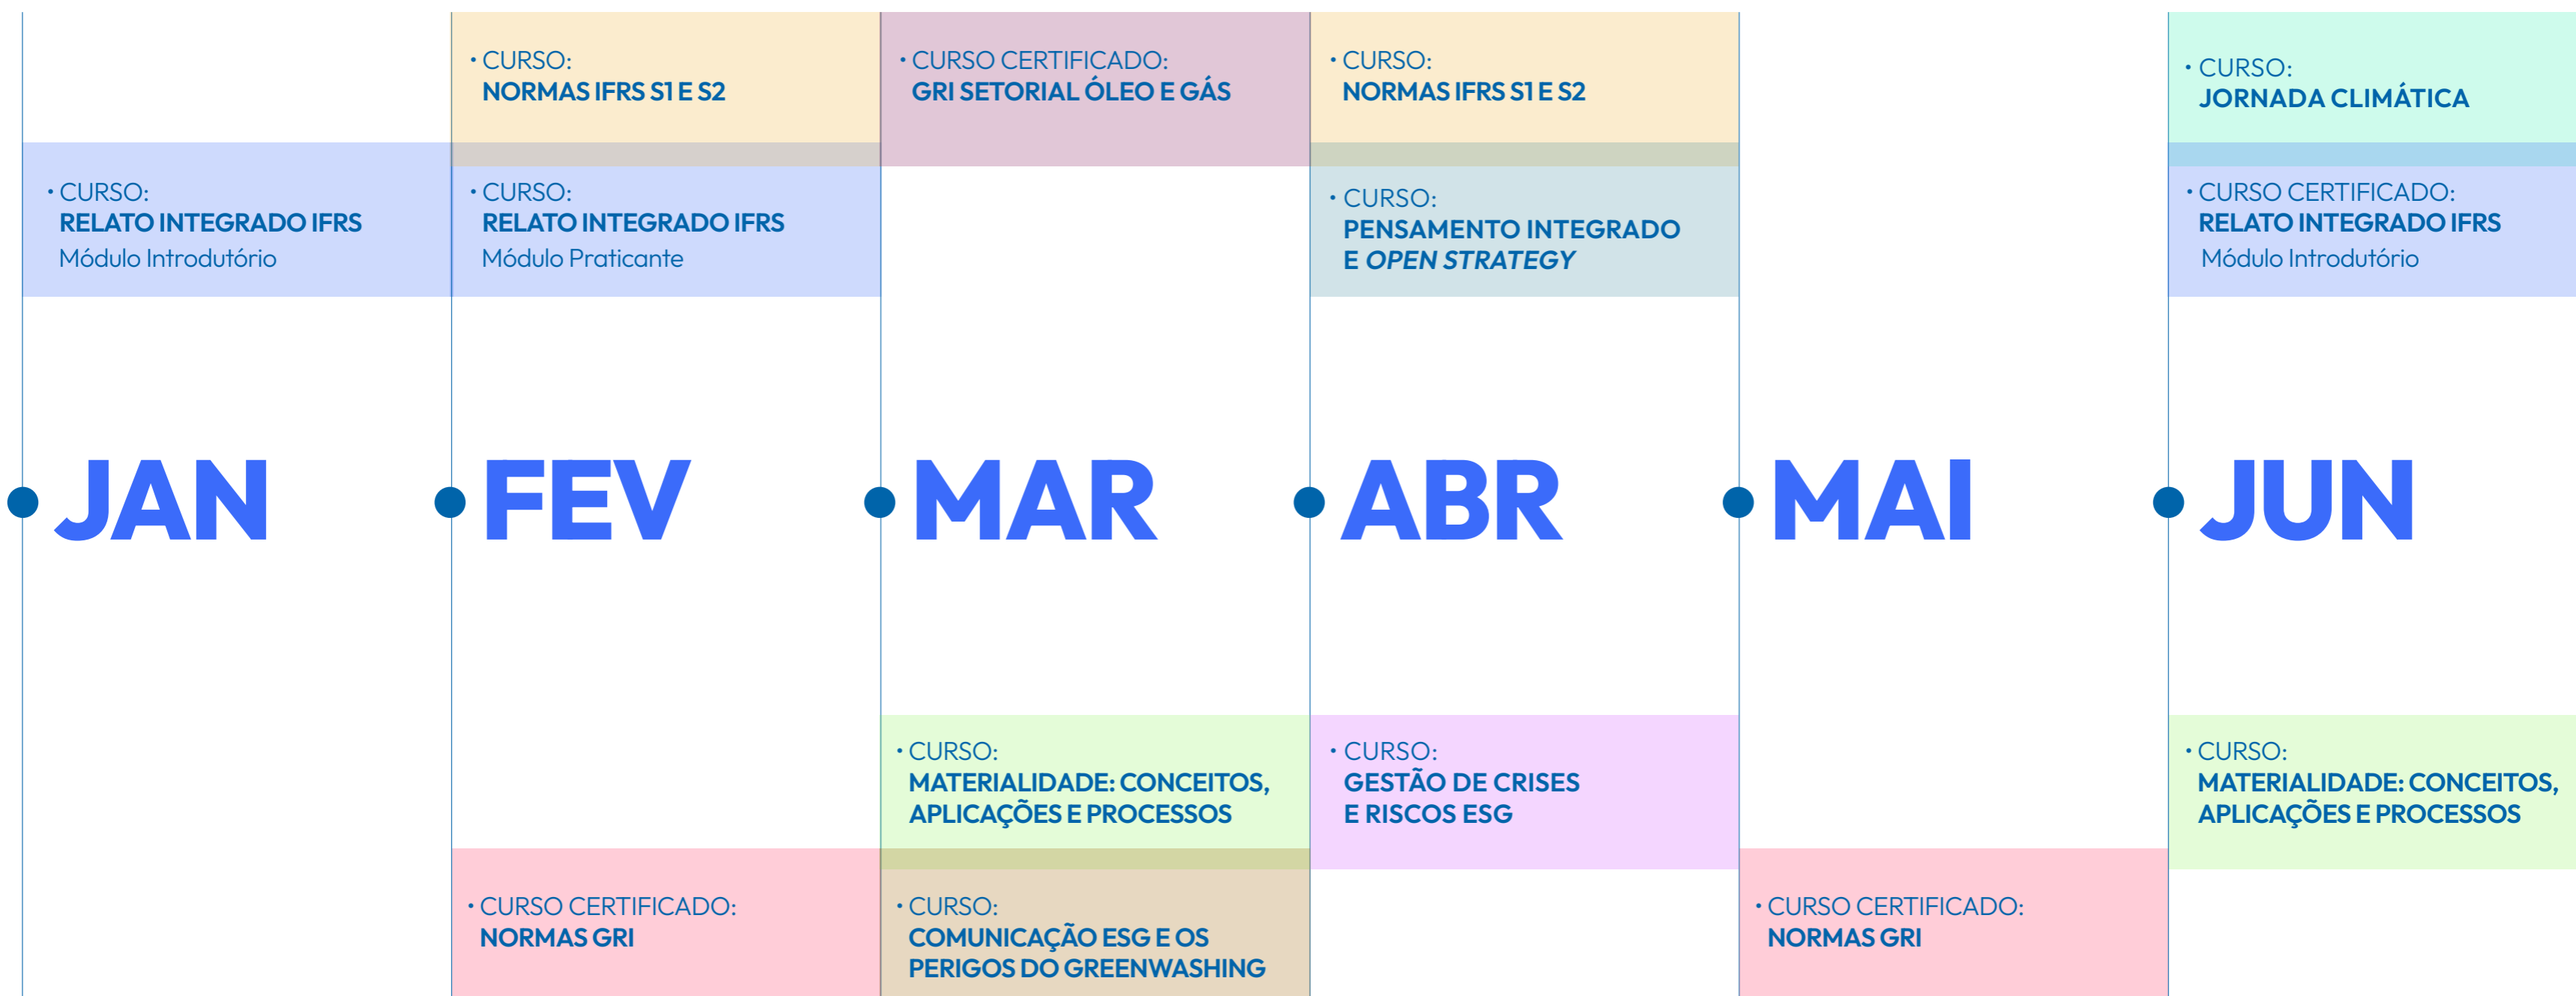 • CURSO:
NORMAS IFRS S1 E S2
• CURSO CERTIFICADO:
GRI SETORIAL ÓLEO E GÁS
• CURSO:
NORMAS IFRS S1 E S2
• CURSO:
JORNADA CLIMÁTICA
• CURSO:
RELATO INTEGRADO IFRS
Módulo Introdutório
• CURSO:
RELATO INTEGRADO IFRS
Módulo Praticante
• CURSO:
PENSAMENTO INTEGRADO
E OPEN STRATEGY
• CURSO CERTIFICADO:
RELATO INTEGRADO IFRS
Módulo Introdutório
JAN
FEV
MAR
ABR
MAI
JUN
• CURSO:
MATERIALIDADE: CONCEITOS,
APLICAÇÕES E PROCESSOS
• CURSO:
GESTÃO DE CRISES
E RISCOS ESG
• CURSO:
MATERIALIDADE: CONCEITOS,
APLICAÇÕES E PROCESSOS
• CURSO CERTIFICADO:
NORMAS GRI
• CURSO:
COMUNICAÇÃO ESG E OS
PERIGOS DO GREENWASHING
• CURSO CERTIFICADO:
NORMAS GRI